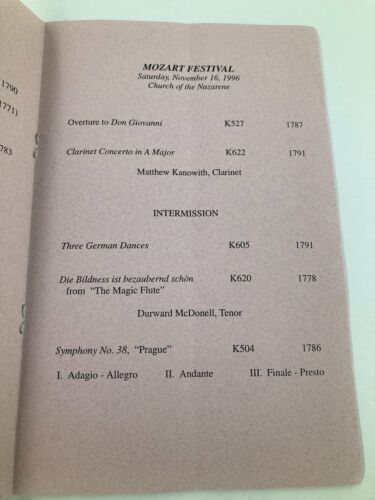 1790
1771)
783
MOZART FESTIVAL
Saturday, November 16, 1996
Church of the Nazarene
Overture to Don Giovanni K527 1787
Clarinet Concerto in A Major K622 1791
Matthew Kanowith, Clarinet
INTERMISSION
Three German Dances K605 1791
Die Bildness ist bezaubernd schön K620 1778
from "The Magic Flute"
Durward McDonell, Tenor
Symphony No. 38, "Prague" K504 1786
I. Adagio - Allegro II. Andante III. Finale - Presto